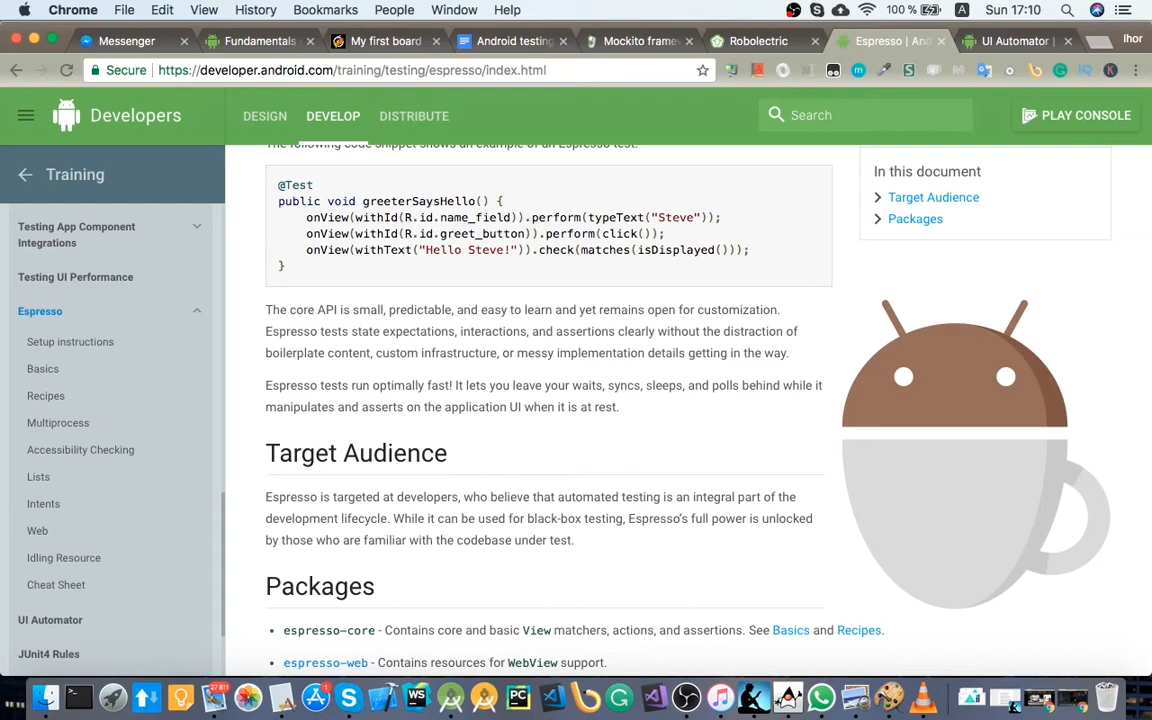 Chrome File Edit View History Bookmarks People Window Help 100 % A Sun 17:10
Messenger Fundamentals My first board Android testing Mockito frame Robolectric Espresso | And UI Automator | Ihor
Secure https://developer.android.com/training/testing/espresso/index.html
Developers DESIGN DEVELOP DISTRIBUTE Search PLAY CONSOLE
Training
Testing App Component
Integrations
Testing UI Performance
Espresso
Setup instructions
Basics
Recipes
Multiprocess
Accessibility Checking
Lists
Intents
Web
Idling Resource
Cheat Sheet
UI Automator
JUnit4 Rules
The following code snippet shows an example of an Espresso test:
@Test
public void greeterSaysHello() {
onView(withId(R.id.name_field)).perform(typeText("Steve"));
onView(withId(R.id.greet_button)).perform(click());
onView(withText("Hello Steve!")).check(matches(isDisplayed()));
}
The core API is small, predictable, and easy to learn and yet remains open for customization.
Espresso tests state expectations, interactions, and assertions clearly without the distraction of
boilerplate content, custom infrastructure, or messy implementation details getting in the way.
Espresso tests run optimally fast! It lets you leave your waits, syncs, sleeps, and polls behind while it
manipulates and asserts on the application UI when it is at rest.
Target Audience
Espresso is targeted at developers, who believe that automated testing is an integral part of the
development lifecycle. While it can be used for black-box testing, Espresso's full power is unlocked
by those who are familiar with the codebase under test.
Packages
espresso-core - Contains core and basic View matchers, actions, and assertions. See Basics and Recipes.
espresso-web - Contains resources for WebView support.
In this document
Target Audience
Packages